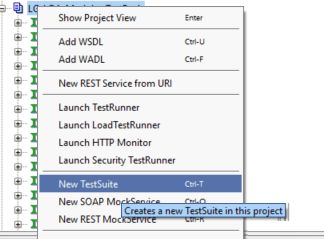 Show Project View Enter
Add WSDL Ctrl-U
Add WADL Ctrl-F
New REST Service from URI
Launch TestRunner
Launch LoadTestRunner
Launch HTTP Monitor
Launch Security TestRunner
New TestSuite Ctrl-T
New SOAP MockService Ctrl-O
Creates a new TestSuite in this project
New REST MockService Ctrl-R